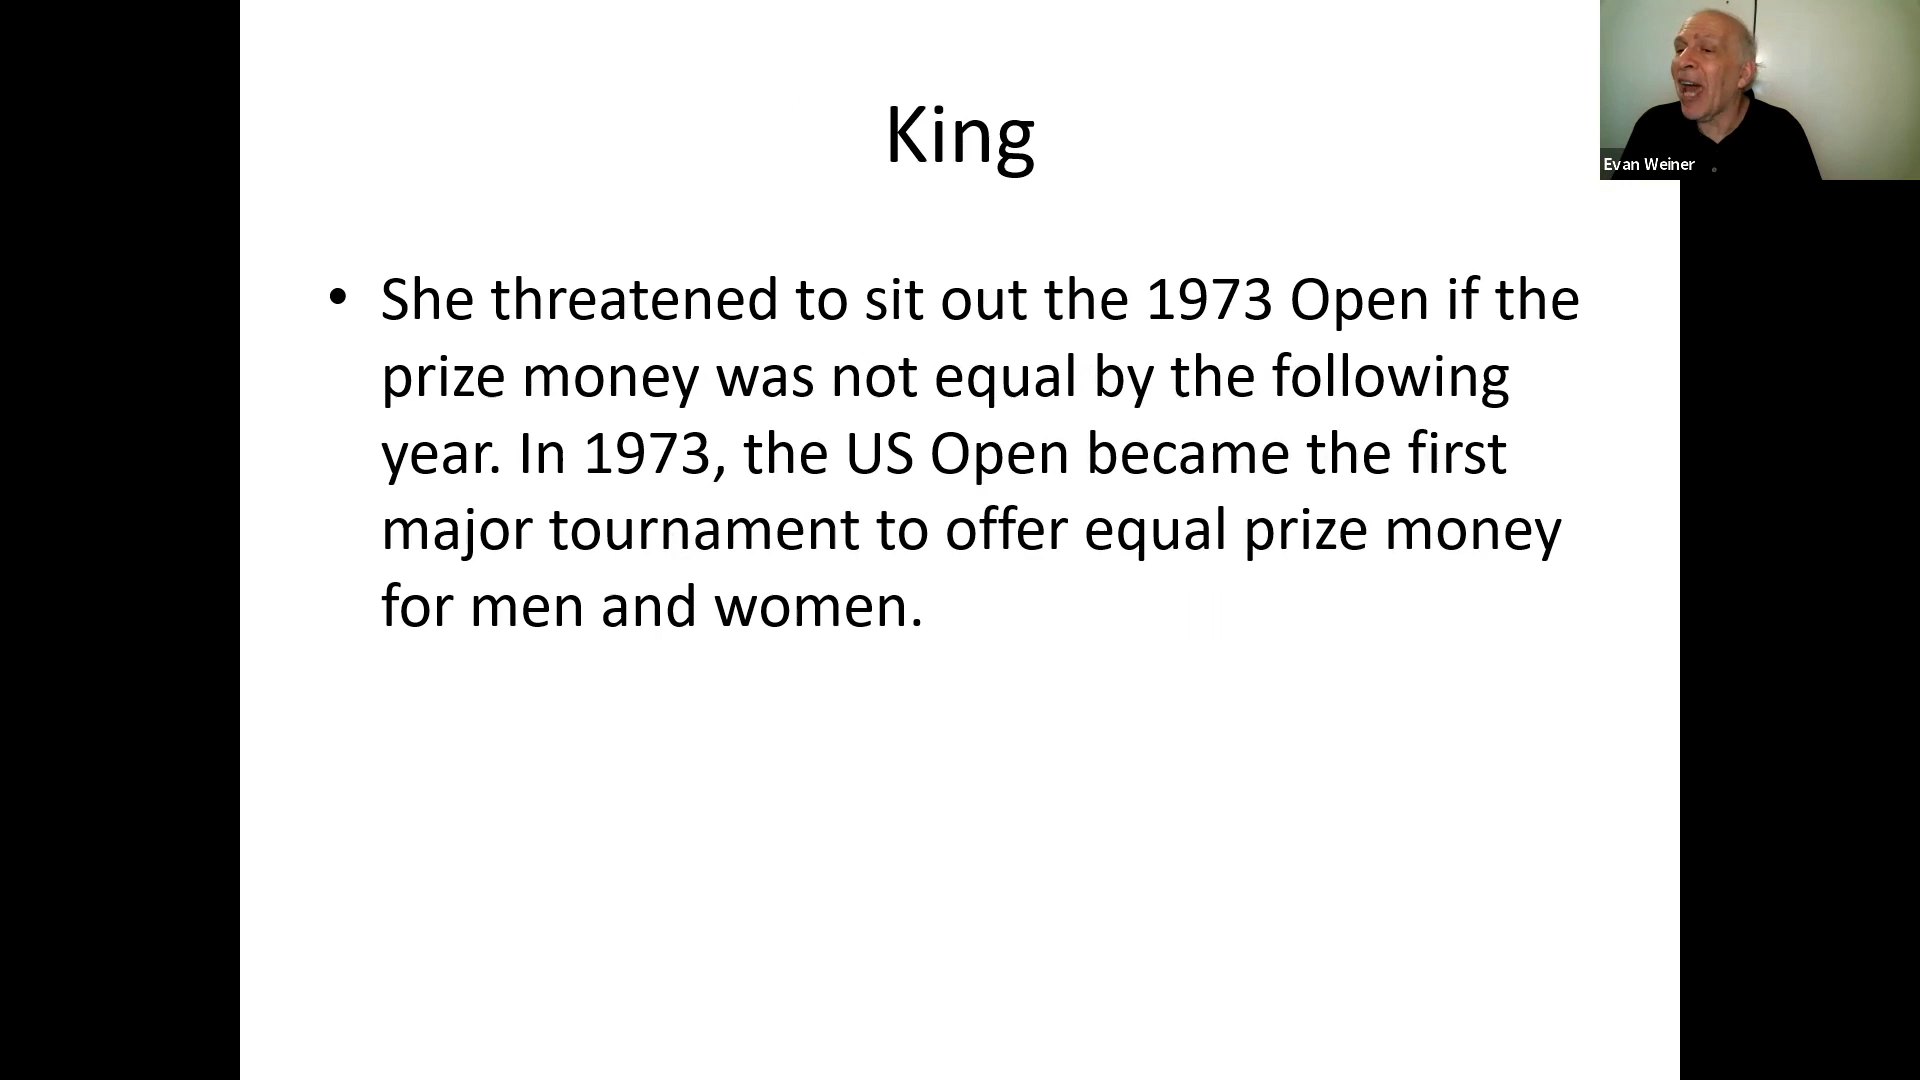 King
Evan Weiner
• She threatened to sit out the 1973 Open if the
prize money was not equal by the following
year. In 1973, the US Open became the first
major tournament to offer equal prize money
for men and women.